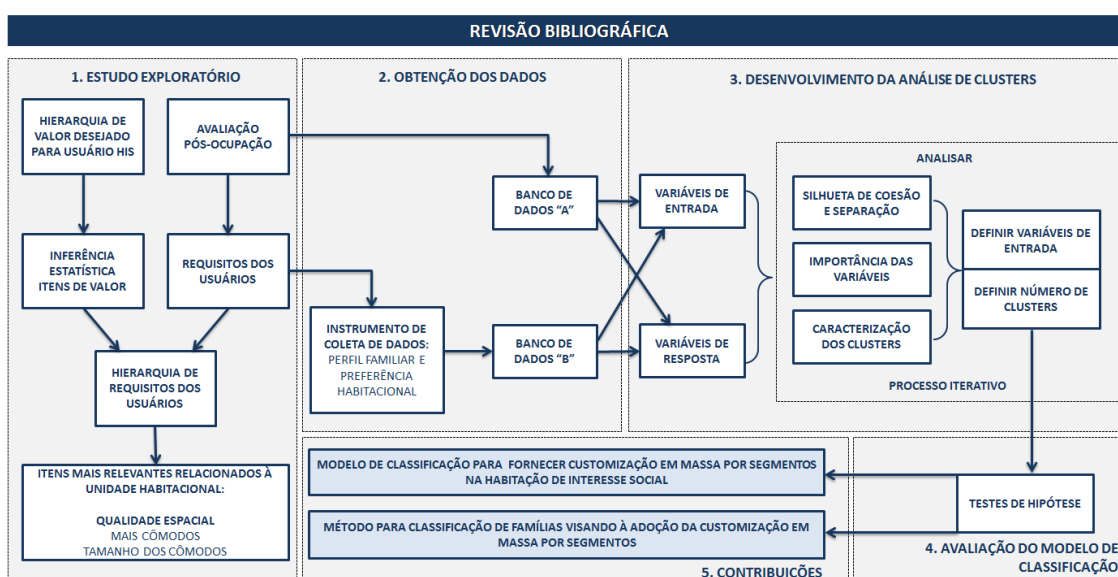 REVISÃO BIBLIOGRÁFICA
1. ESTUDO EXPLORATÓRIO
HIERARQUIA DE
VALOR DESEJADO
PARA USUÁRIO HIS
AVALIAÇÃO
PÓS-OCUPAÇÃO
INFERÊNCIA
ESTATÍSTICA
ITENS DE VALOR
REQUISITOS DOS
USUÁRIOS
HIERARQUIA DE
REQUISITOS DOS
USUÁRIOS
ITENS MAIS RELEVANTES RELACIONADOS À
UNIDADE HABITACIONAL:
QUALIDADE ESPACIAL
MAIS CÔMODOS
TAMANHO DOS CÔMODOS
2. OBTENÇÃO DOS DADOS
BANCO DE
DADOS “A”
INSTRUMENTO DE
COLETA DE DADOS:
PERFIL FAMILIAR E
PREFERÊNCIA
HABITACIONAL
BANCO DE
DADOS “B”
3. DESENVOLVIMENTO DA ANÁLISE DE CLUSTERS
VARIÁVEIS DE
ENTRADA
VARIÁVEIS DE
RESPOSTA
ANALISAR
SILHUETA DE COESÃO
E SEPARAÇÃO
IMPORTÂNCIA DAS
VARIÁVEIS
CARACTERIZAÇÃO
DOS CLUSTERS
DEFINIR VARIÁVEIS DE
ENTRADA
DEFINIR NÚMERO DE
CLUSTERS
PROCESSO ITERATIVO
TESTES DE HIPÓTESE
4. AVALIAÇÃO DO MODELO DE
CLASSIFICAÇÃO
MODELO DE CLASSIFICAÇÃO PARA FORNECER CUSTOMIZAÇÃO EM MASSA POR SEGMENTOS
NA HABITAÇÃO DE INTERESSE SOCIAL
MÉTODO PARA CLASSIFICAÇÃO DE FAMÍLIAS VISANDO À ADOÇÃO DA CUSTOMIZAÇÃO EM
MASSA POR SEGMENTOS
5. CONTRIBUIÇÕES